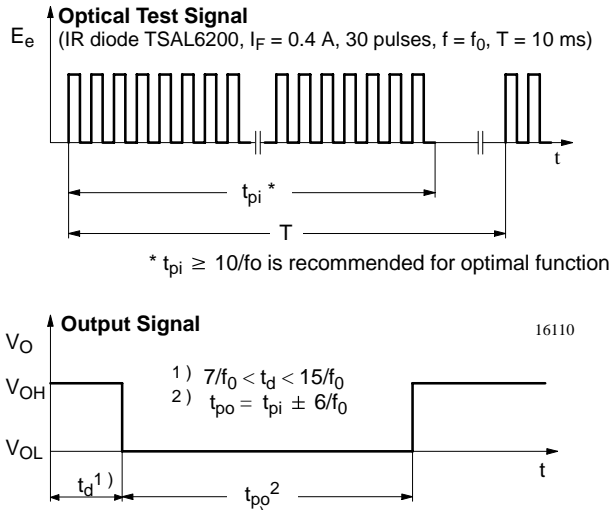 Optical Test Signal
E_e
(IR diode TSAL6200, I_F = 0.4 A, 30 pulses, f = f_0, T = 10 ms)
t
t_pi *
T
* t_pi ≥ 10/fo is recommended for optimal function
Output Signal
16110
V_O
V_OH
1 ) 7/f_0 < t_d < 15/f_0
2 ) t_po = t_pi ± 6/f_0
V_OL
t
t_d 1 )
t_po 2 )